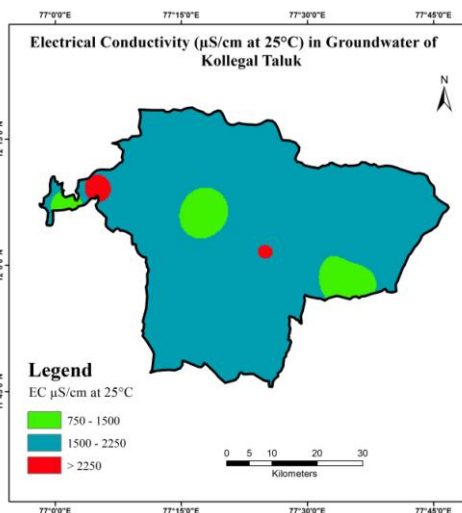 77°0'0"E 77°15'0"E 77°30'0"E 77°45'0"E
Electrical Conductivity (µS/cm at 25°C) in Groundwater of
Kollegal Taluk
N
Legend
EC µS/cm at 25°C
750 - 1500
1500 - 2250
> 2250
0 5 10 20 30
Kilometers
77°0'0"E 77°15'0"E 77°30'0"E 77°45'0"E